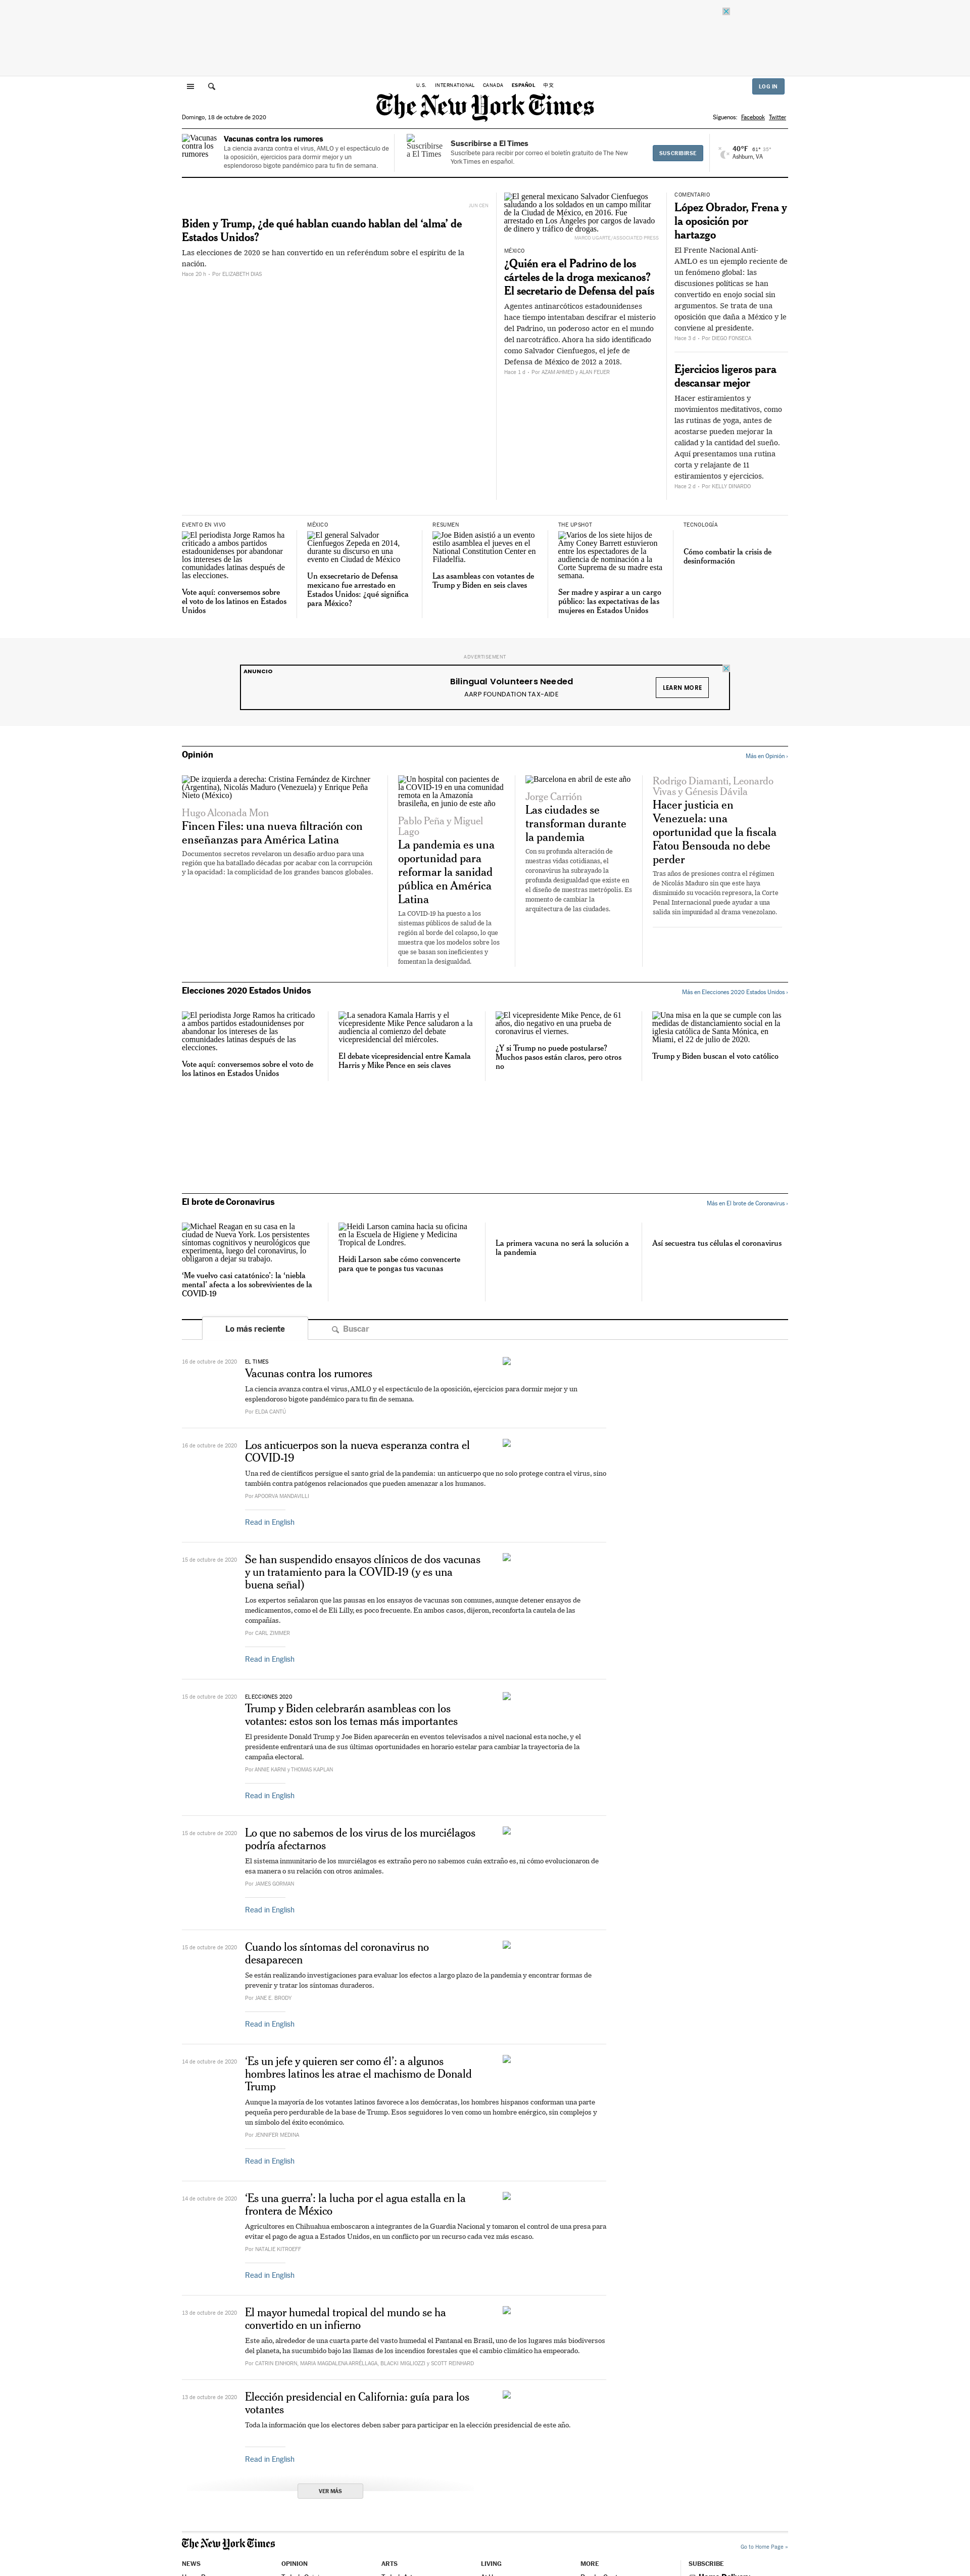 U.S. INTERNATIONAL CANADA ESPAÑOL 中文
LOG IN
The New York Times
Domingo, 18 de octubre de 2020
Síguenos: Facebook Twitter
Vacunas contra los rumores
Vacunas contra los rumores
La ciencia avanza contra el virus, AMLO y el espectáculo de
la oposición, ejercicios para dormir mejor y un
esplendoroso bigote pandémico para tu fin de semana.
Suscribirse a El Times
Suscribirse a El Times
Suscríbete para recibir por correo el boletín gratuito de The New
York Times en español.
SUSCRIBIRSE
40°F 61°
Ashburn, VA
JUN CEN
Biden y Trump, ¿de qué hablan cuando hablan del ‘alma’ de
Estados Unidos?
Las elecciones de 2020 se han convertido en un referéndum sobre el espíritu de la
nación.
Hace 20 h - Por ELIZABETH DIAS
El general mexicano Salvador Cienfuegos
saludando a los soldados en un campo militar
de la Ciudad de México, en 2016. Fue
arrestado en Los Ángeles por cargos de lavado
de dinero y tráfico de drogas.
MARCO UGARTE/ASSOCIATED PRESS
MÉXICO
¿Quién era el Padrino de los
cárteles de la droga mexicanos?
El secretario de Defensa del país
Agentes antinarcóticos estadounidenses
hace tiempo intentaban descifrar el misterio
del Padrino, un poderoso actor en el mundo
del narcotráfico. Ahora ha sido identificado
como Salvador Cienfuegos, el jefe de
Defensa de México de 2012 a 2018.
Hace 1 d - Por AZAM AHMED y ALAN FEUER
COMENTARIO
López Obrador, Frena y
la oposición por
hartazgo
El Frente Nacional Anti-
AMLO es un ejemplo reciente de
un fenómeno global: las
discusiones políticas se han
convertido en enojo social sin
argumentos. Se trata de una
oposición que daña a México y le
conviene al presidente.
Hace 3 d - Por DIEGO FONSECA
Ejercicios ligeros para
descansar mejor
Hacer estiramientos y
movimientos meditativos, como
las rutinas de yoga, antes de
acostarse pueden mejorar la
calidad y la cantidad del sueño.
Aquí presentamos una rutina
corta y relajante de 11
estiramientos y ejercicios.
Hace 2 d - Por KELLY DINARDO
EVENTO EN VIVO
El periodista Jorge Ramos ha
criticado a ambos partidos
estadounidenses por abandonar
los intereses de las
comunidades latinas después de
las elecciones.
Vote aquí: conversemos sobre
el voto de los latinos en Estados
Unidos
MÉXICO
El general Salvador
Cienfuegos Zepeda en 2014,
durante su discurso en una
evento en Ciudad de México
Un exsecretario de Defensa
mexicano fue arrestado en
Estados Unidos: ¿qué significa
para México?
RESUMEN
Joe Biden asistió a un evento
estilo asamblea el jueves en el
National Constitution Center en
Filadelfia.
Las asambleas con votantes de
Trump y Biden en seis claves
THE UPSHOT
Varios de los siete hijos de
Amy Coney Barrett estuvieron
entre los espectadores de la
audiencia de nominación a la
Corte Suprema de su madre esta
semana.
Ser madre y aspirar a un cargo
público: las expectativas de las
mujeres en Estados Unidos
TECNOLOGÍA
Cómo combatir la crisis de
desinformación
ADVERTISEMENT
ANUNCIO
Bilingual Volunteers Needed
AARP FOUNDATION TAX-AIDE
LEARN MORE
Opinión
Más en Opinión ›
De izquierda a derecha: Cristina Fernández de Kirchner
(Argentina), Nicolás Maduro (Venezuela) y Enrique Peña
Nieto (México)
Hugo Alconada Mon
Fincen Files: una nueva filtración con
enseñanzas para América Latina
Documentos secretos revelaron un desafío arduo para una
región que ha batallado décadas por acabar con la corrupción
y la opacidad: la complicidad de los grandes bancos globales.
Un hospital con pacientes de
la COVID-19 en una comunidad
remota en la Amazonía
brasileña, en junio de este año
Pablo Peña y Miguel
Lago
La pandemia es una
oportunidad para
reformar la sanidad
pública en América
Latina
La COVID-19 ha puesto a los
sistemas públicos de salud de la
región al borde del colapso, lo que
muestra que los modelos sobre los
que se basan son ineficientes y
fomentan la desigualdad.
Barcelona en abril de este año
Jorge Carrión
Las ciudades se
transforman durante
la pandemia
Con su profunda alteración de
nuestras vidas cotidianas, el
coronavirus ha subrayado la
profunda desigualdad que existe en
el diseño de nuestras metrópolis. Es
momento de cambiar la
arquitectura de las ciudades.
Rodrigo Diamanti, Leonardo
Vivas y Génesis Dávila
Hacer justicia en
Venezuela: una
oportunidad que la fiscala
Fatou Bensouda no debe
perder
Tras años de presiones contra el régimen
de Nicolás Maduro sin que este haya
disminuido su vocación represora, la Corte
Penal Internacional puede ayudar a una
salida sin impunidad al drama venezolano.
Elecciones 2020 Estados Unidos
Más en Elecciones 2020 Estados Unidos ›
El periodista Jorge Ramos ha criticado
a ambos partidos estadounidenses por
abandonar los intereses de las
comunidades latinas después de las
elecciones.
Vote aquí: conversemos sobre el voto de
los latinos en Estados Unidos
La senadora Kamala Harris y el
vicepresidente Mike Pence saludaron a la
audiencia al comienzo del debate
vicepresidencial del miércoles.
El debate vicepresidencial entre Kamala
Harris y Mike Pence en seis claves
El vicepresidente Mike Pence, de 61
años, dio negativo en una prueba de
coronavirus el viernes.
¿Y si Trump no puede postularse?
Muchos pasos están claros, pero otros
no
Una misa en la que se cumple con las
medidas de distanciamiento social en la
iglesia católica de Santa Mónica, en
Miami, el 22 de julio de 2020.
Trump y Biden buscan el voto católico
El brote de Coronavirus
Más en El brote de Coronavirus ›
Michael Reagan en su casa en la
ciudad de Nueva York. Los persistentes
síntomas cognitivos y neurológicos que
experimenta, luego del coronavirus, lo
obligaron a dejar su trabajo.
‘Me vuelvo casi catatónico’: la ‘niebla
mental’ afecta a los sobrevivientes de la
COVID-19
Heidi Larson camina hacia su oficina
en la Escuela de Higiene y Medicina
Tropical de Londres.
Heidi Larson sabe cómo convencerte
para que te pongas tus vacunas
La primera vacuna no será la solución a
la pandemia
Así secuestra tus células el coronavirus
Lo más reciente
Buscar
16 de octubre de 2020
EL TIMES
Vacunas contra los rumores
La ciencia avanza contra el virus, AMLO y el espectáculo de la oposición, ejercicios para dormir mejor y un
esplendoroso bigote pandémico para tu fin de semana.
Por ELDA CANTÚ
16 de octubre de 2020
Los anticuerpos son la nueva esperanza contra el
COVID-19
Una red de científicos persigue el santo grial de la pandemia: un anticuerpo que no solo protege contra el virus, sino
también contra patógenos relacionados que pueden amenazar a los humanos.
Por APOORVA MANDAVILLI
Read in English
15 de octubre de 2020
Se han suspendido ensayos clínicos de dos vacunas
y un tratamiento para la COVID-19 (y es una
buena señal)
Los expertos señalaron que las pausas en los ensayos de vacunas son comunes, aunque detener ensayos de
medicamentos, como el de Eli Lilly, es poco frecuente. En ambos casos, dijeron, reconforta la cautela de las
compañías.
Por CARL ZIMMER
Read in English
15 de octubre de 2020
ELECCIONES 2020
Trump y Biden celebrarán asambleas con los
votantes: estos son los temas más importantes
El presidente Donald Trump y Joe Biden aparecerán en eventos televisados a nivel nacional esta noche, y el
presidente enfrentará una de sus últimas oportunidades en horario estelar para cambiar la trayectoria de la
campaña electoral.
Por ANNIE KARNI y THOMAS KAPLAN
Read in English
15 de octubre de 2020
Lo que no sabemos de los virus de los murciélagos
podría afectarnos
El sistema inmunitario de los murciélagos es extraño pero no sabemos cuán extraño es, ni cómo evolucionaron de
esa manera o su relación con otros animales.
Por JAMES GORMAN
Read in English
15 de octubre de 2020
Cuando los síntomas del coronavirus no
desaparecen
Se están realizando investigaciones para evaluar los efectos a largo plazo de la pandemia y encontrar formas de
prevenir y tratar los síntomas duraderos.
Por JANE E. BRODY
Read in English
14 de octubre de 2020
‘Es un jefe y quieren ser como él’: a algunos
hombres latinos les atrae el machismo de Donald
Trump
Aunque la mayoría de los votantes latinos favorece a los demócratas, los hombres hispanos conforman una parte
pequeña pero perdurable de la base de Trump. Esos seguidores lo ven como un hombre enérgico, sin complejos y
un símbolo del éxito económico.
Por JENNIFER MEDINA
Read in English
14 de octubre de 2020
‘Es una guerra’: la lucha por el agua estalla en la
frontera de México
Agricultores en Chihuahua emboscaron a integrantes de la Guardia Nacional y tomaron el control de una presa para
evitar el pago de agua a Estados Unidos, en un conflicto por un recurso cada vez más escaso.
Por NATALIE KITROEFF
Read in English
13 de octubre de 2020
El mayor humedal tropical del mundo se ha
convertido en un infierno
Este año, alrededor de una cuarta parte del vasto humedal el Pantanal en Brasil, uno de los lugares más biodiversos
del planeta, ha sucumbido bajo las llamas de los incendios forestales que el cambio climático ha empeorado.
Por CATRIN EINHORN, MARIA MAGDALENA ARRÉLLAGA, BLACKI MIGLIOZZI y SCOTT REINHARD
13 de octubre de 2020
Elección presidencial en California: guía para los
votantes
Toda la información que los electores deben saber para participar en la elección presidencial de este año.
Read in English
VER MÁS
The New York Times
Go to Home Page »
NEWS OPINION ARTS LIVING MORE SUBSCRIBE